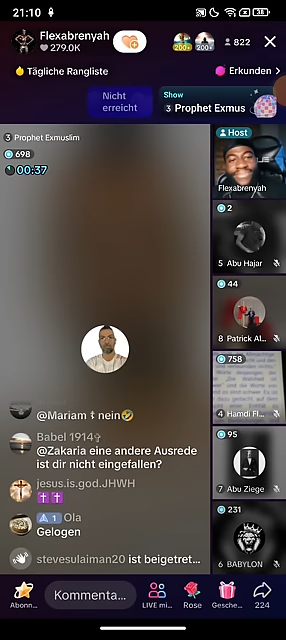 21:10
38
Flexabrenyah
279.0K
200+
200+
822
Tägliche Rangliste
Erkunden
Nicht
erreicht
Show
3 Prophet Exmus
3 Prophet Exmuslim
698
00:37
Host
Flexabrenyah
2
5 Abu Hajar
44
8 Patrick Al...
758
4 Hamdi Fl...
95
7 Abu Ziege
231
6 BABYLON
@Mariam ☨ nein🤣
Babel 1914✞
@Zakaria eine andere Ausrede
ist dir nicht eingefallen?
jesus.is.god.JHWH
✝️✝️
1 Ola
Gelogen
stevesulaiman20 ist beigetret...
Abonn...
Kommenta...
LIVE mi...
Rose
Gesche...
224